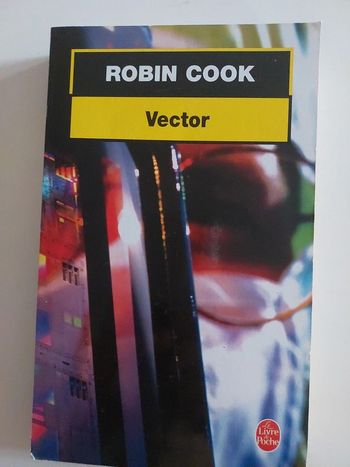 ROBIN COOK
Vector
Le
Livre
de
Poche